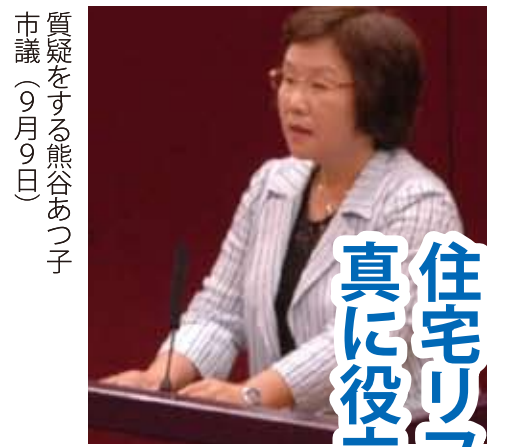 質疑をする熊谷あつ子
市議（９月９日）
住宅リフ
真に役立